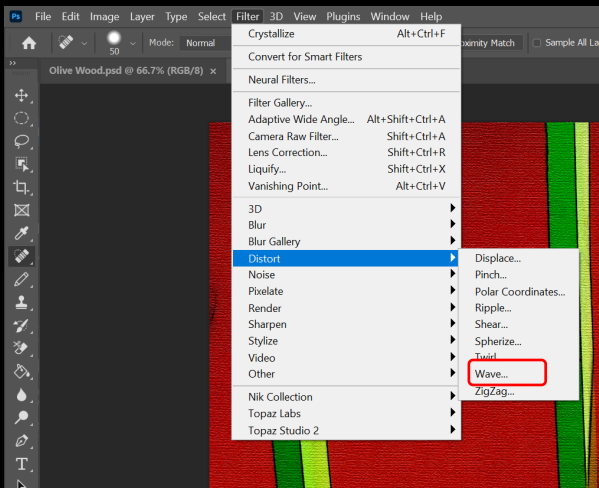 Ps File Edit Image Layer Type Select Filter 3D View Plugins Window Help
50 Mode: Normal
oximity Match Sample All La
Olive Wood.psd @ 66.7% (RGB/8) ×
Crystallize Alt+Ctrl+F
Convert for Smart Filters
Neural Filters...
Filter Gallery...
Adaptive Wide Angle... Alt+Shift+Ctrl+A
Camera Raw Filter... Shift+Ctrl+A
Lens Correction... Shift+Ctrl+R
Liquify... Shift+Ctrl+X
Vanishing Point... Alt+Ctrl+V
3D
Blur
Blur Gallery
Distort
Noise
Pixelate
Render
Sharpen
Stylize
Video
Other
Nik Collection
Topaz Labs
Topaz Studio 2
Displace...
Pinch...
Polar Coordinates...
Ripple...
Shear...
Spherize...
Twirl...
Wave...
ZigZag...